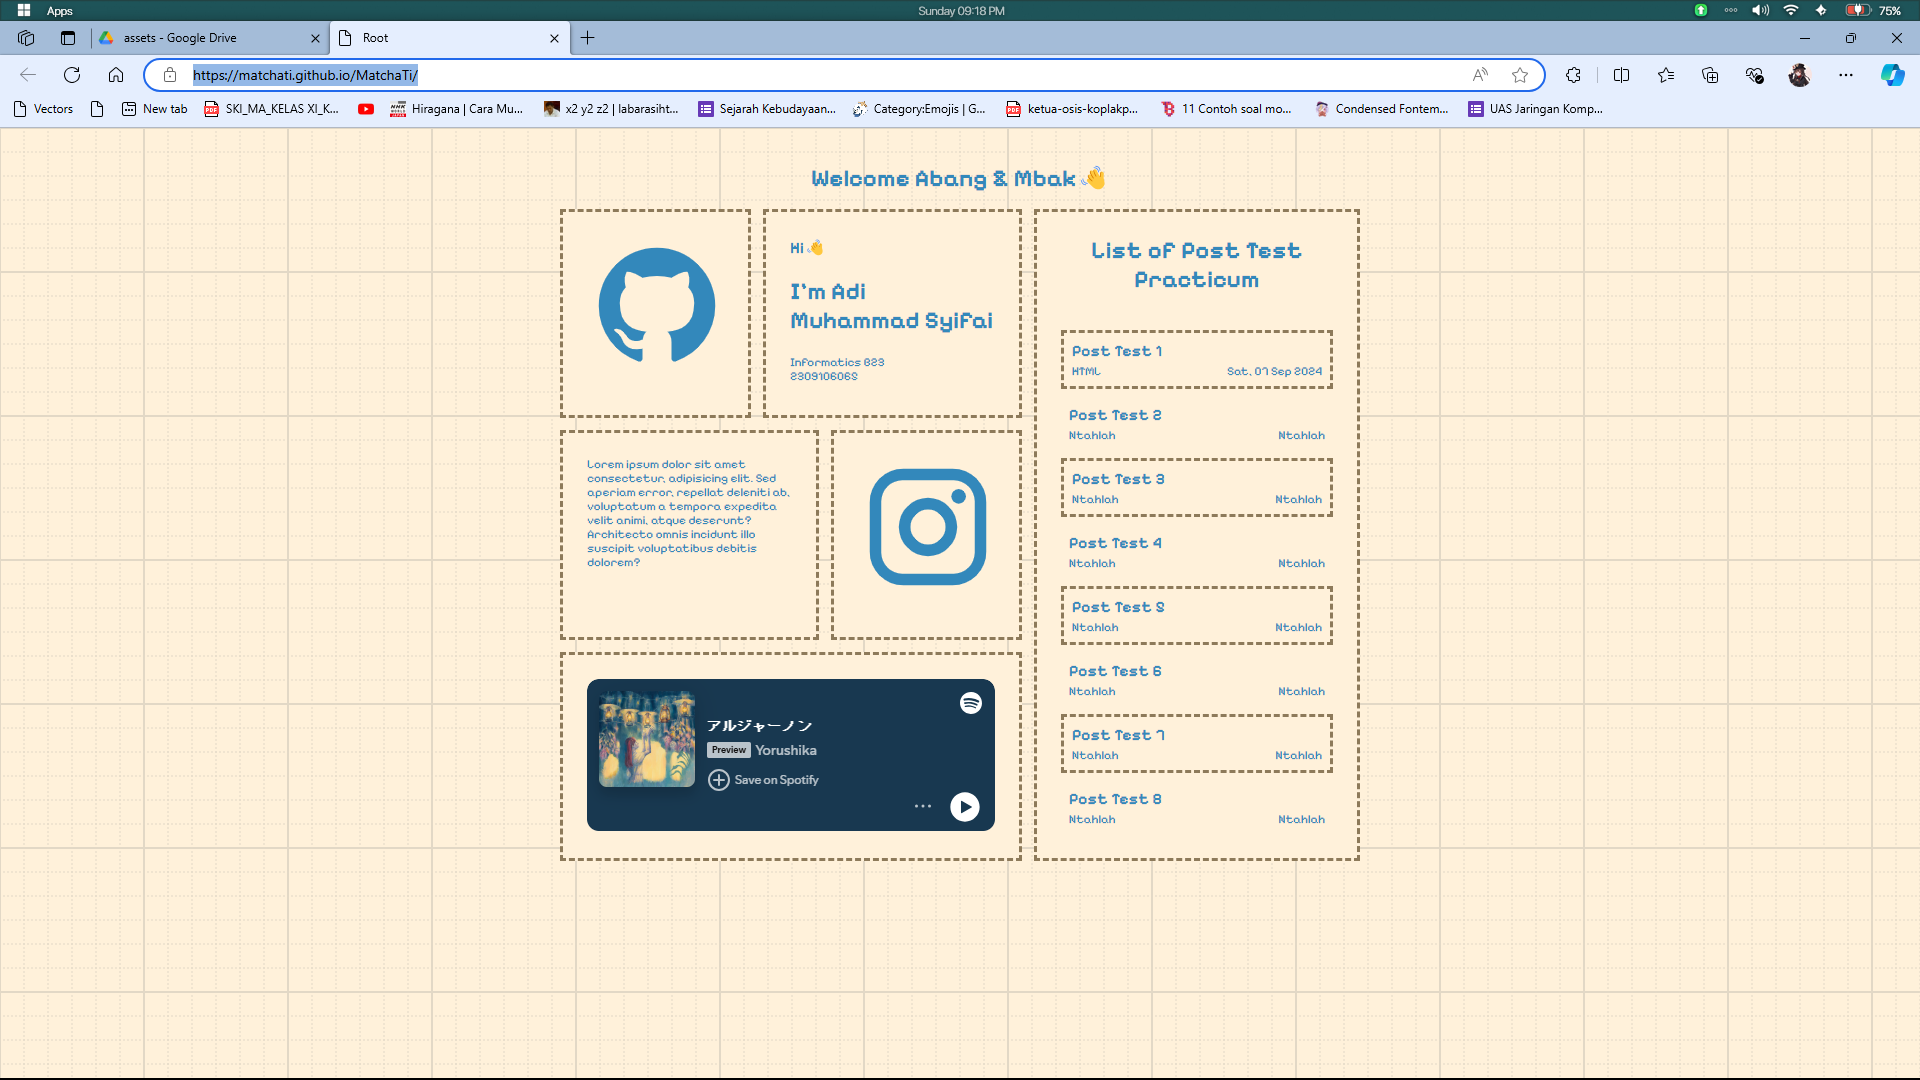 Apps
Sunday 09:18 PM
75%
assets - Google Drive
Root
https://matchati.github.io/MatchaTi/
Vectors
New tab
SKI_MA_KELAS XI_K...
Hiragana | Cara Mu...
x2 y2 z2 | labarasiht...
Sejarah Kebudayaan...
Category:Emojis | G...
ketua-osis-koplakp...
11 Contoh soal mo...
Condensed Fontem...
UAS Jaringan Komp...
Welcome Abang & Mbak 👋
Hi 👋
I'm Adi
Muhammad Syifai
Informatics B23
2309106065
Lorem ipsum dolor sit amet
consectetur, adipisicing elit. Sed
aperiam error, repellat deleniti ab,
voluptatum a tempora expedita
velit animi, atque deserunt?
Architecto omnis incidunt illo
suscipit voluptatibus debitis
dolorem?
アルジャーノン
Preview Yorushika
Save on Spotify
List of Post Test
Practicum
Post Test 1
HTML Sat, 07 Sep 2024
Post Test 2
Ntahlah Ntahlah
Post Test 3
Ntahlah Ntahlah
Post Test 4
Ntahlah Ntahlah
Post Test 5
Ntahlah Ntahlah
Post Test 6
Ntahlah Ntahlah
Post Test 7
Ntahlah Ntahlah
Post Test 8
Ntahlah Ntahlah